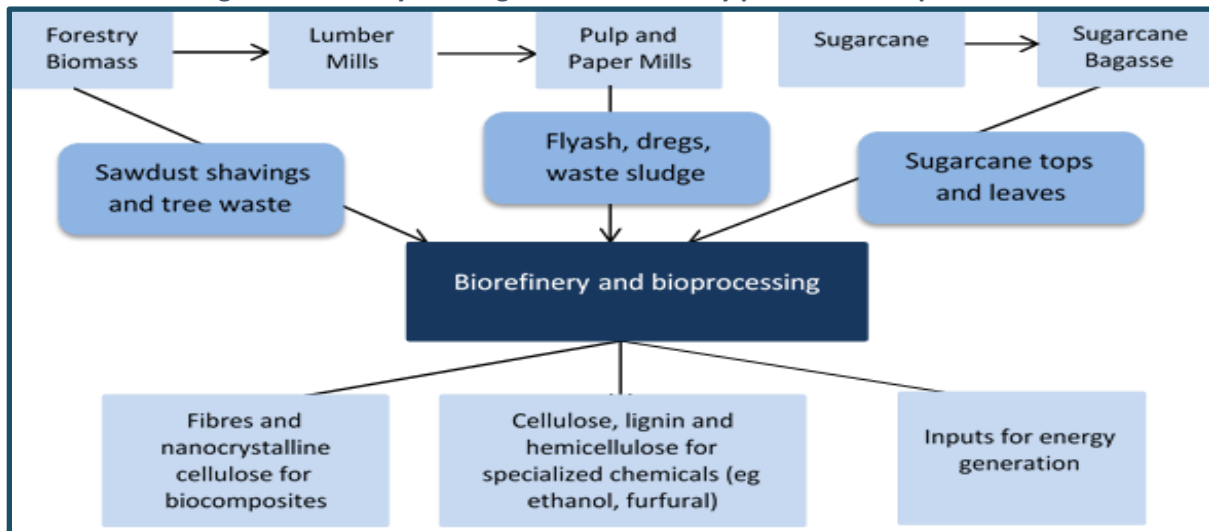 Forestry
Biomass
Lumber
Mills
Pulp and
Paper Mills
Sugarcane
Sugarcane
Bagasse
Sawdust shavings
and tree waste
Flyash, dregs,
waste sludge
Sugarcane tops
and leaves
Biorefinery and bioprocessing
Fibres and
nanocrystalline
cellulose for
biocomposites
Cellulose, lignin and
hemicellulose for
specialized chemicals (eg
ethanol, furfural)
Inputs for energy
generation